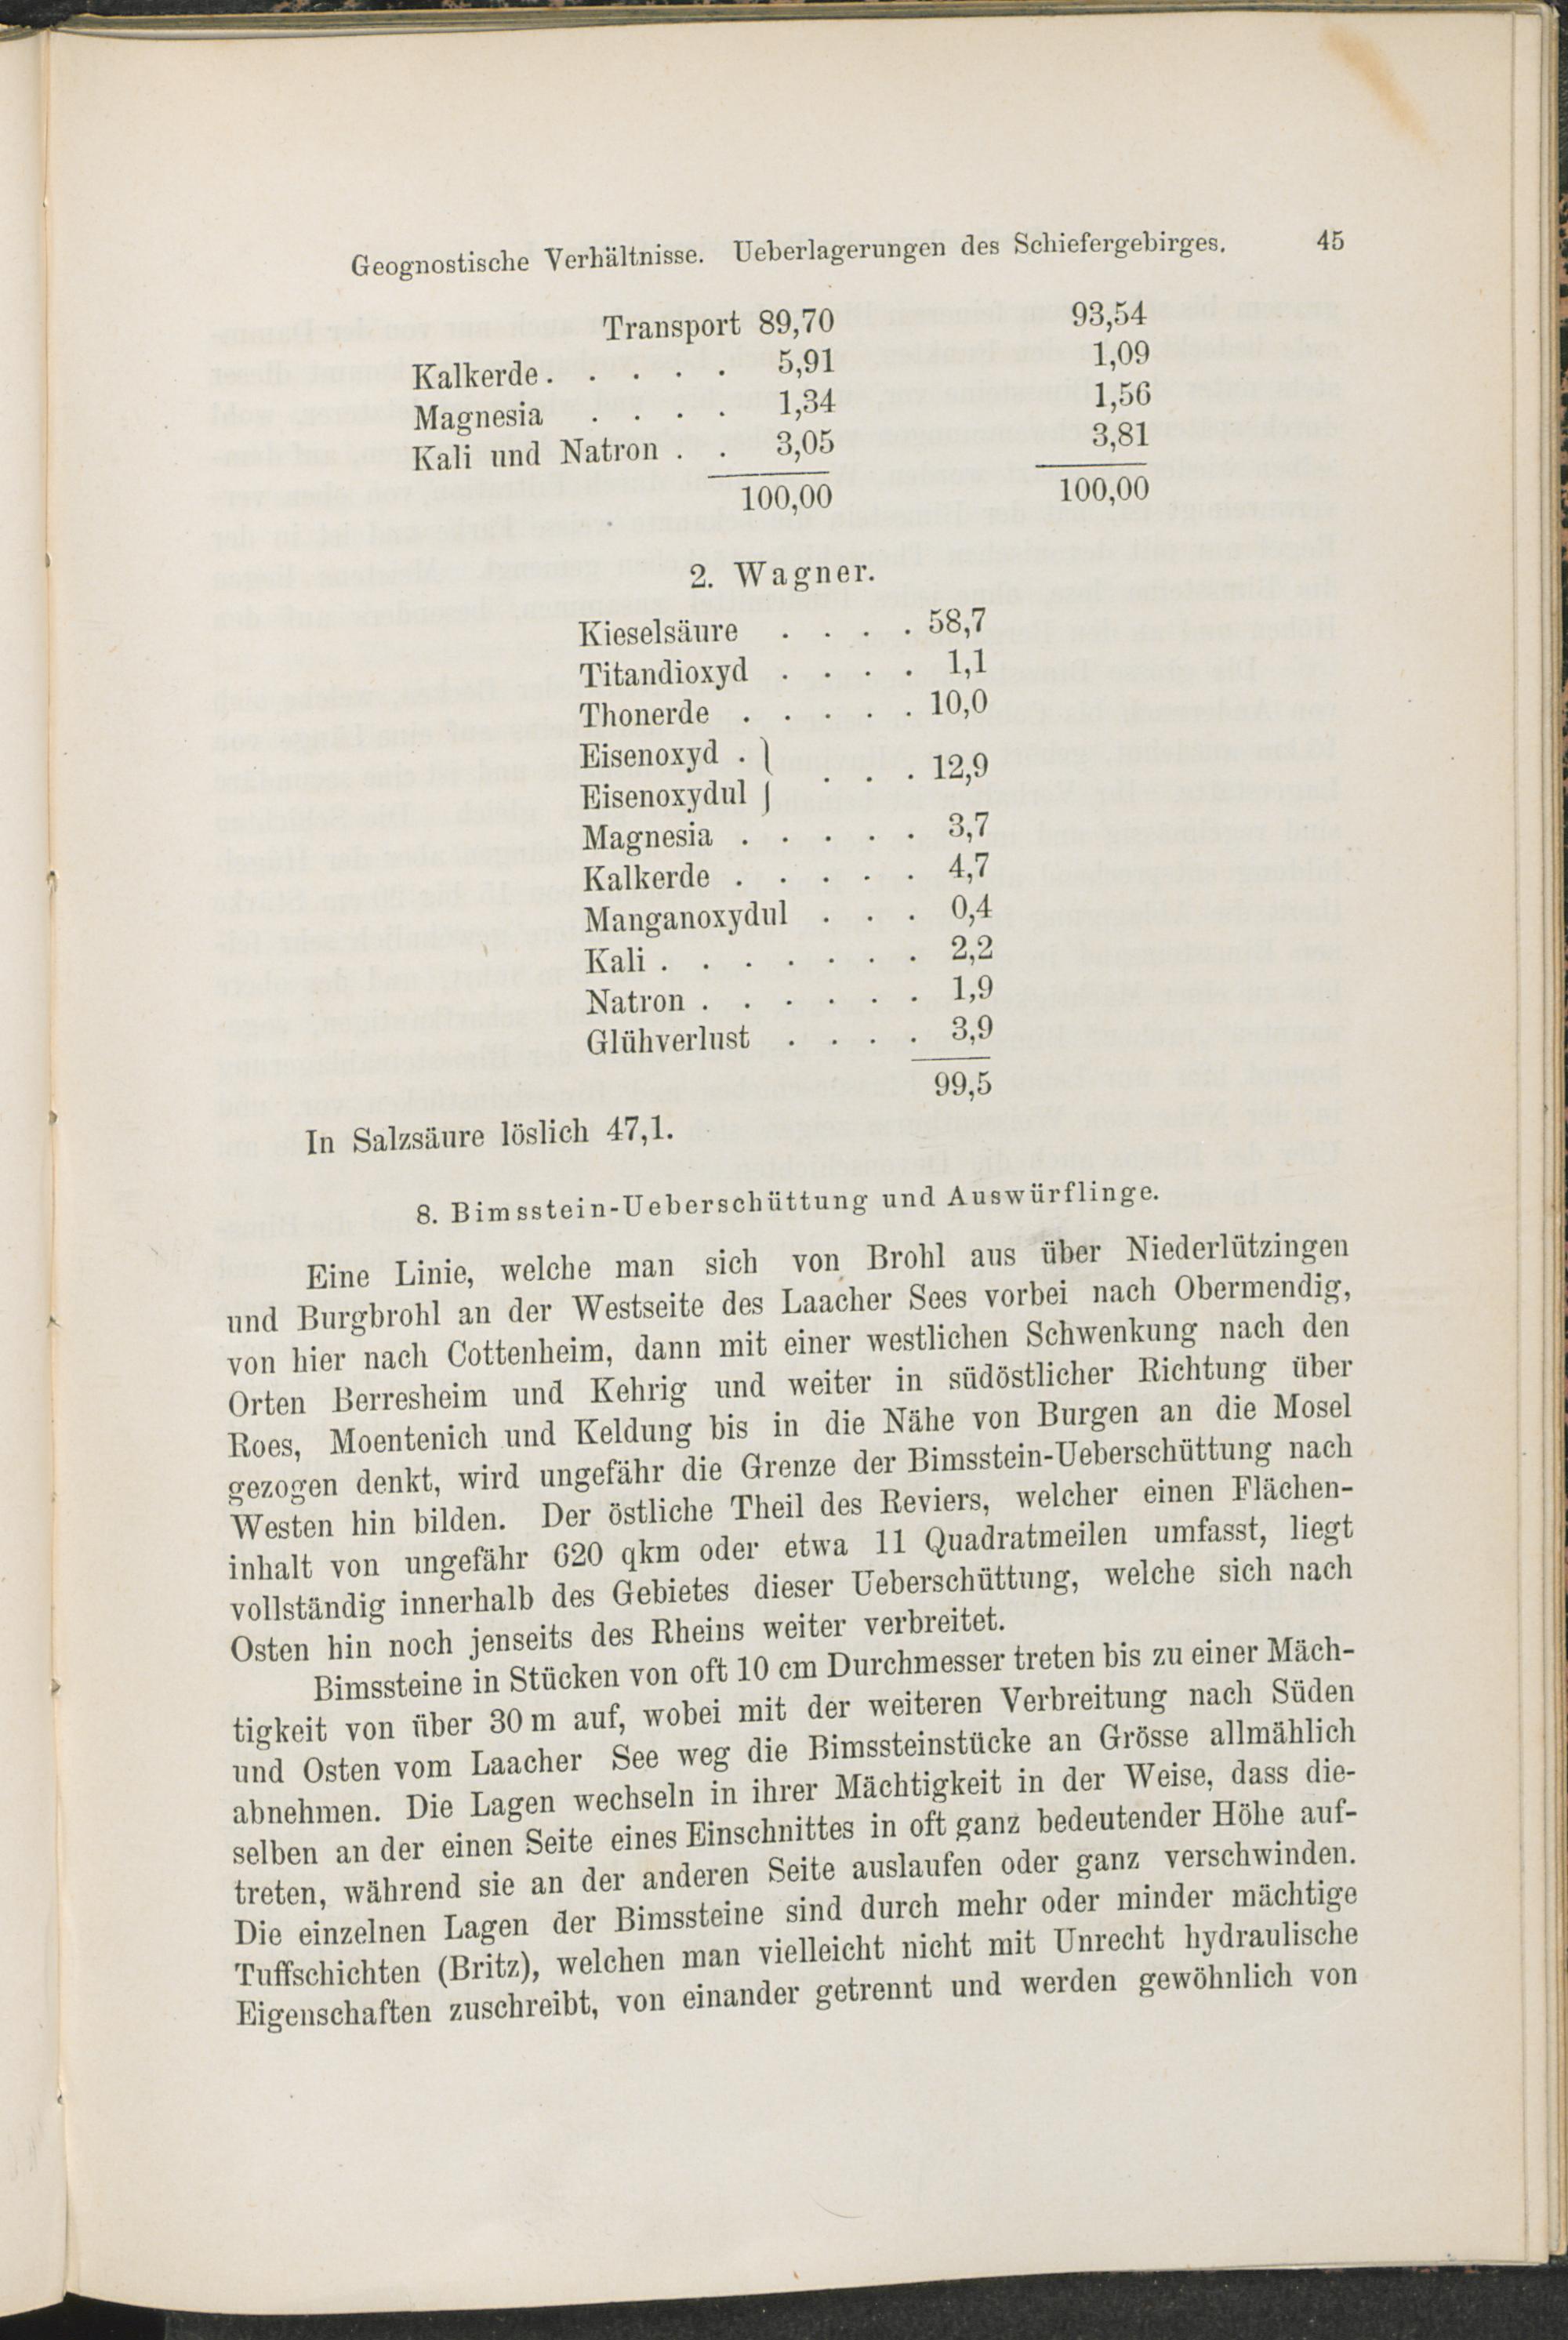 Geognostische Verhältnisse. Ueberlagerungen des Schiefergebirges. 45
Transport 89,70 93,54
Kalkerde . . . . . 5,91 1,09
Magnesia . . . . 1,34 1,56
Kali und Natron . . 3,05 3,81
100,00 100,00
2. Wagner.
Kieselsäure . . . . 58,7
Titandioxyd . . . . 1,1
Thonerde . . . . . 10,0
Eisenoxyd . }
Eisenoxydul } . . . 12,9
Magnesia . . . . . 3,7
Kalkerde . . . . . 4,7
Manganoxydul . . . 0,4
Kali . . . . . . . 2,2
Natron . . . . . . 1,9
Glühverlust . . . . 3,9
99,5
In Salzsäure löslich 47,1.
8. Bimsstein-Ueberschüttung und Auswürflinge.
Eine Linie, welche man sich von Brohl aus über Niederlützingen
und Burgbrohl an der Westseite des Laacher Sees vorbei nach Obermendig,
von hier nach Cottenheim, dann mit einer westlichen Schwenkung nach den
Orten Berresheim und Kehrig und weiter in südöstlicher Richtung über
Roes, Moentenich und Keldung bis in die Nähe von Burgen an die Mosel
gezogen denkt, wird ungefähr die Grenze der Bimsstein-Ueberschüttung nach
Westen hin bilden. Der östliche Theil des Reviers, welcher einen Flächen-
inhalt von ungefähr 620 qkm oder etwa 11 Quadratmeilen umfasst, liegt
vollständig innerhalb des Gebietes dieser Ueberschüttung, welche sich nach
Osten hin noch jenseits des Rheins weiter verbreitet.
Bimssteine in Stücken von oft 10 cm Durchmesser treten bis zu einer Mäch-
tigkeit von über 30 m auf, wobei mit der weiteren Verbreitung nach Süden
und Osten vom Laacher See weg die Bimssteinstücke an Grösse allmählich
abnehmen. Die Lagen wechseln in ihrer Mächtigkeit in der Weise, dass die-
selben an der einen Seite eines Einschnittes in oft ganz bedeutender Höhe auf-
treten, während sie an der anderen Seite auslaufen oder ganz verschwinden.
Die einzelnen Lagen der Bimssteine sind durch mehr oder minder mächtige
Tuffschichten (Britz), welchen man vielleicht nicht mit Unrecht hydraulische
Eigenschaften zuschreibt, von einander getrennt und werden gewöhnlich von